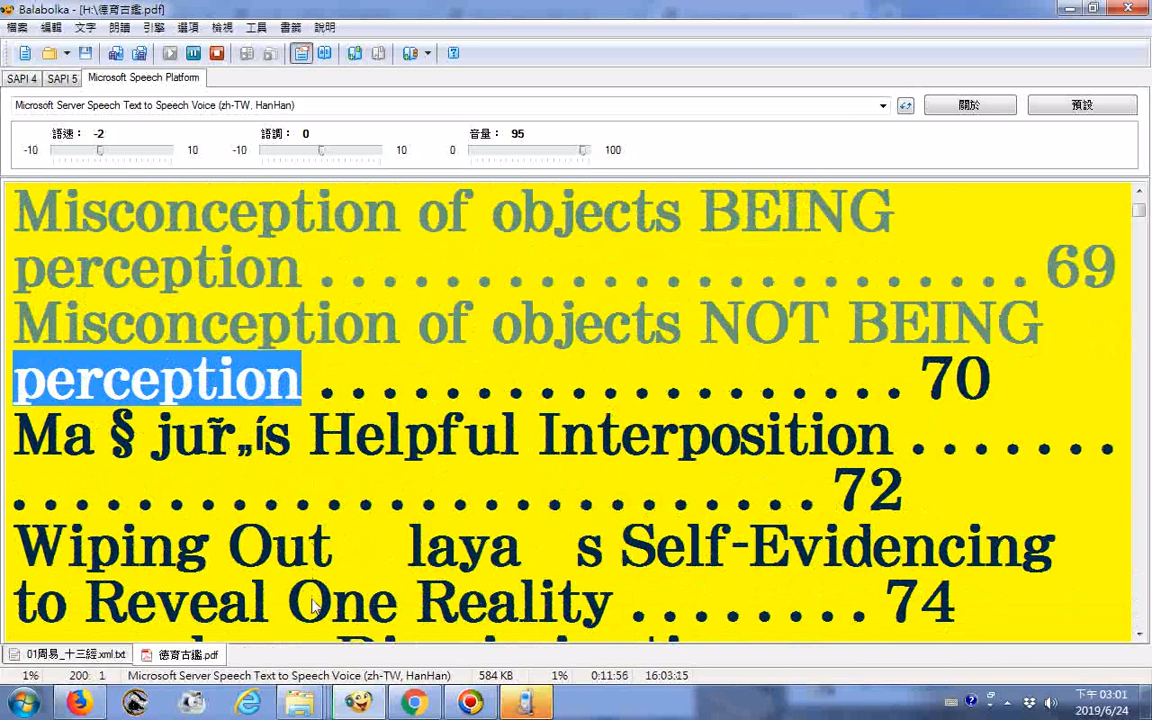 Balabolka - [H:\德育古鑑.pdf]
檔案 編輯 文字 朗讀 引擎 選項 檢視 工具 書籤 說明
SAPI 4 SAPI 5 Microsoft Speech Platform
Microsoft Server Speech Text to Speech Voice (zh-TW, HanHan)
關於 預設
語速： -2 語調： 0 音量： 95
-10 10 -10 10 0 100
Misconception of objects BEING
perception . . . . . . . . . . . . . . . . . . . . . . . 69
Misconception of objects NOT BEING
perception . . . . . . . . . . . . . . . . . . . 70
Ma § jur̃„ís Helpful Interposition . . . . . . .
. . . . . . . . . . . . . . . . . . . . . . . . . . 72
Wiping Out laya s Self-Evidencing
to Reveal One Reality . . . . . . . . 74
01周易_十三經.xml.txt 德育古鑑.pdf
1% 200: 1 Microsoft Server Speech Text to Speech Voice (zh-TW, HanHan) 584 KB 1% 0:11:56 16:03:15
下午 03:01
2019/6/24